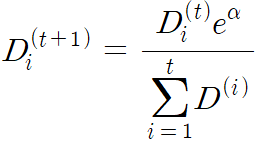 D_i^{(t+1)} = \frac{D_i^{(t)} e^{\alpha}}{\sum_{i=1}^{t} D^{(i)}}